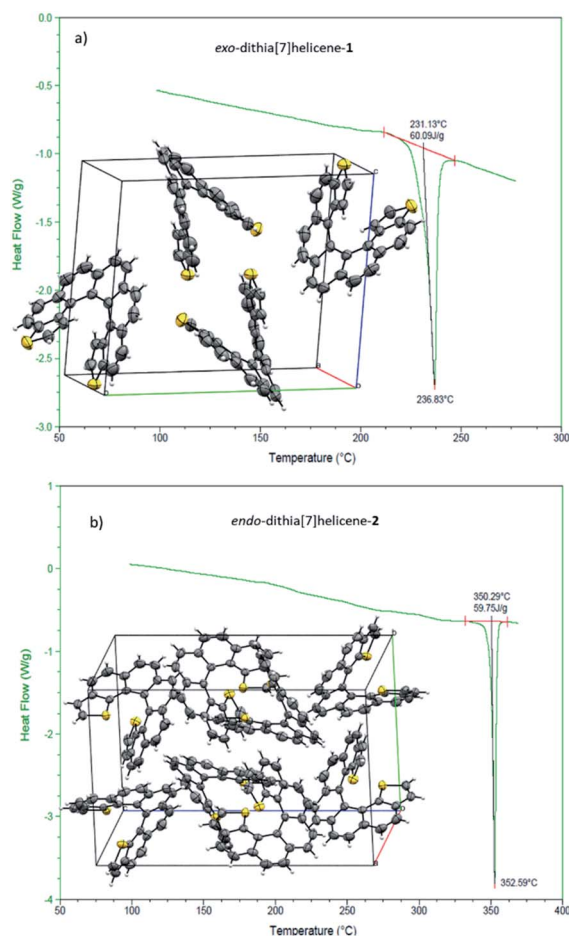 a)
exo-dithia[7]helicene-1
0.0
-0.5
-1.0
-1.5
-2.0
-2.5
-3.0
Heat Flow (W/g)
231.13°C
60.09J/g
236.83°C
50
100
150
200
250
300
Temperature (°C)
b)
endo-dithia[7]helicene-2
1
0
-1
-2
-3
-4
Heat Flow (W/g)
350.29°C
59.75J/g
352.59°C
50
100
150
200
250
300
350
400
Temperature (°C)